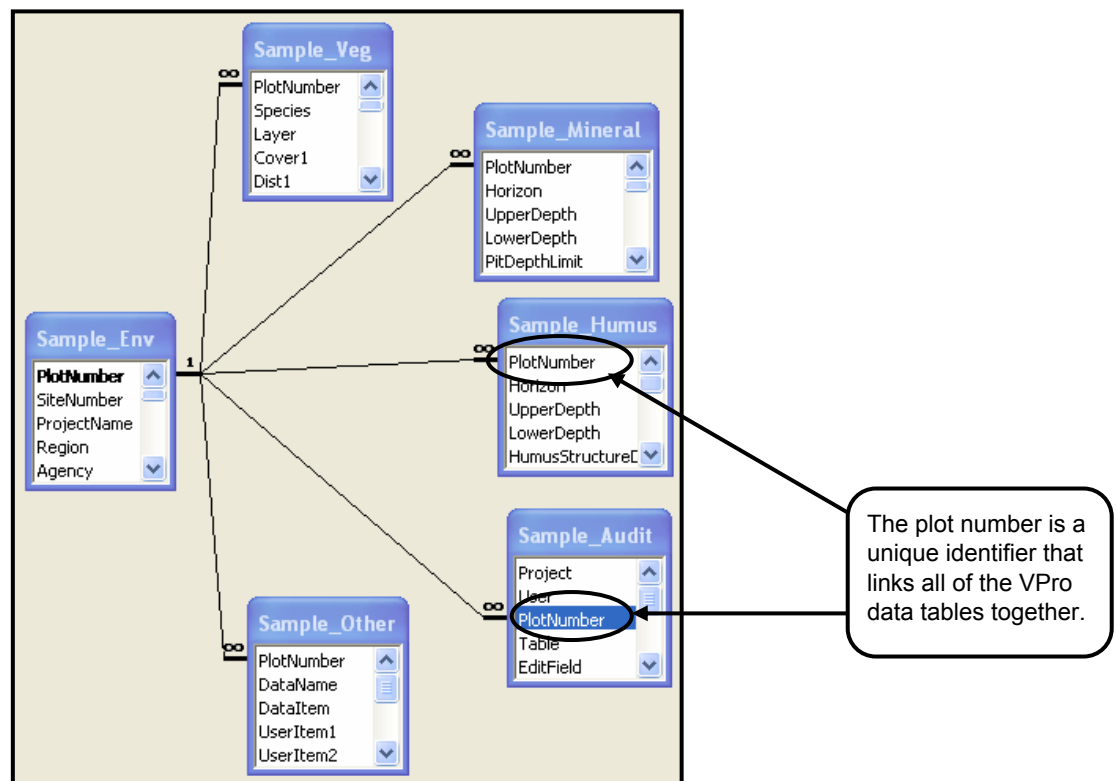 Sample_Veg
∞
PlotNumber
Species
Layer
Cover1
Dist1
Sample_Mineral
∞
PlotNumber
Horizon
UpperDepth
LowerDepth
PitDepthLimit
Sample_Env
1
PlotNumber
SiteNumber
ProjectName
Region
Agency
Sample_Humus
∞
PlotNumber
Horizon
UpperDepth
LowerDepth
HumusStructureD
Sample_Audit
∞
Project
User
PlotNumber
Table
EditField
Sample_Other
∞
PlotNumber
DataName
DataItem
UserItem1
UserItem2
The plot number is a
unique identifier that
links all of the VPro
data tables together.